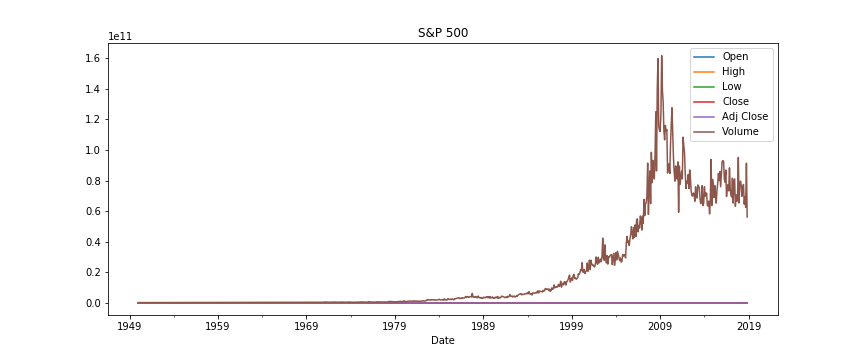 S&P 500
1e11
1.6
1.4
1.2
1.0
0.8
0.6
0.4
0.2
0.0
Open
High
Low
Close
Adj Close
Volume
1949 1959 1969 1979 1989 1999 2009 2019
Date